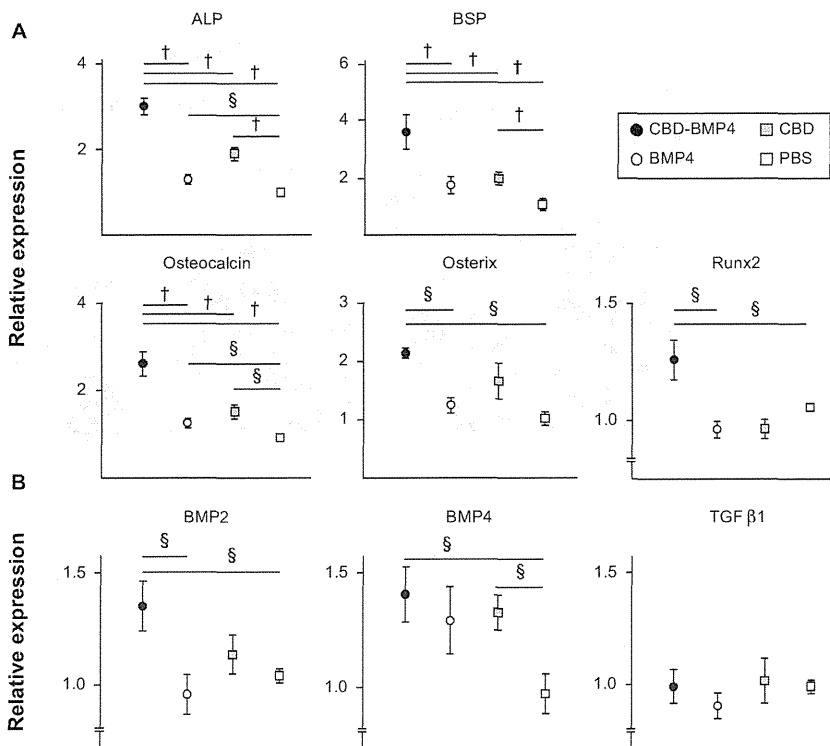 A
ALP
BSP
4
2
† † †
§
†
6
4
2
† † †
†
CBD-BMP4
CBD
BMP4
PBS
Relative expression
Osteocalcin
Osterix
Runx2
4
2
† † †
§
§
3
2
1
§
§
1.5
1.0
§
§
B
BMP2
BMP4
TGF β1
Relative expression
1.5
1.0
§
§
1.5
1.0
§
§
1.5
1.0